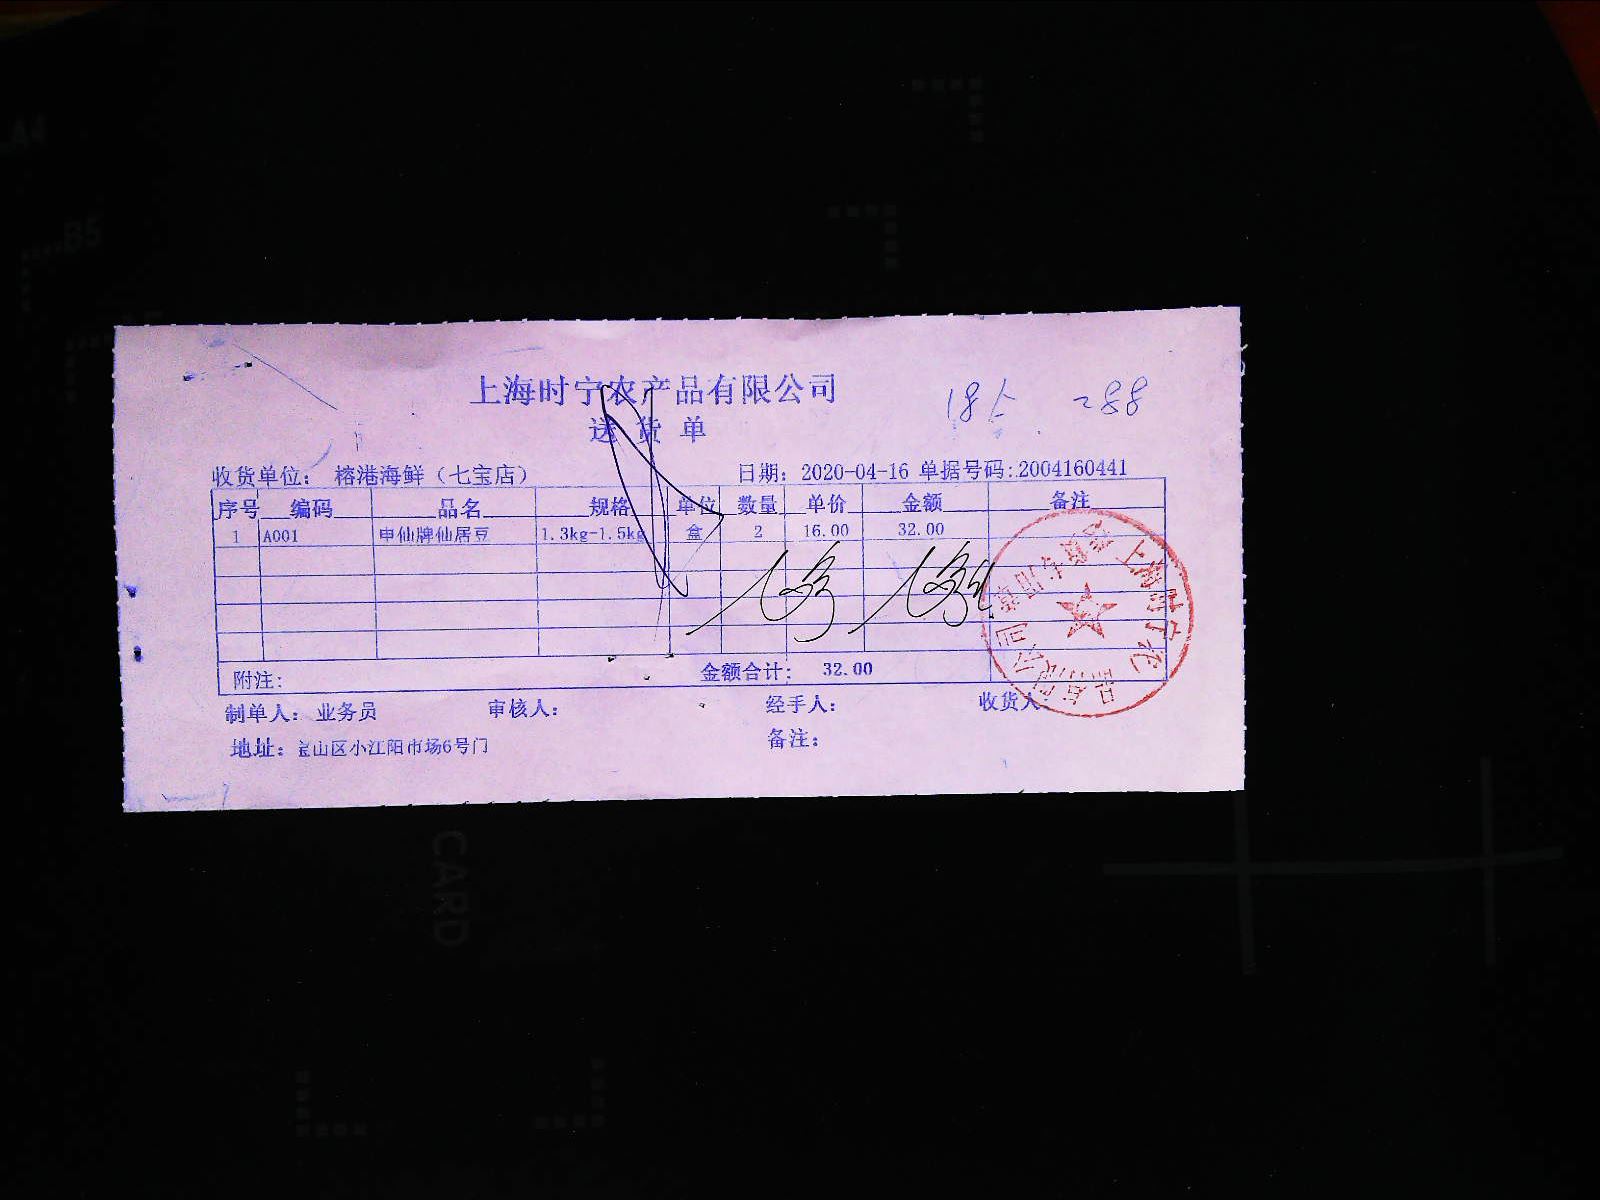 A4
B5
上海时宁农产品有限公司
送货单
18 288
收货单位: 榕港海鲜（七宝店） 日期: 2020-04-16 单据号码:2004160441
序号 编码 品名 规格 单位 数量 单价 金额 备注
1 A001 申仙牌仙居豆 1.3kg-1.5kg 盒 2 16.00 32.00
附注: 金额合计: 32.00
制单人: 业务员 审核人: 经手人: 收货人:
地址: 宝山区小江阳市场6号门 备注:
CARD